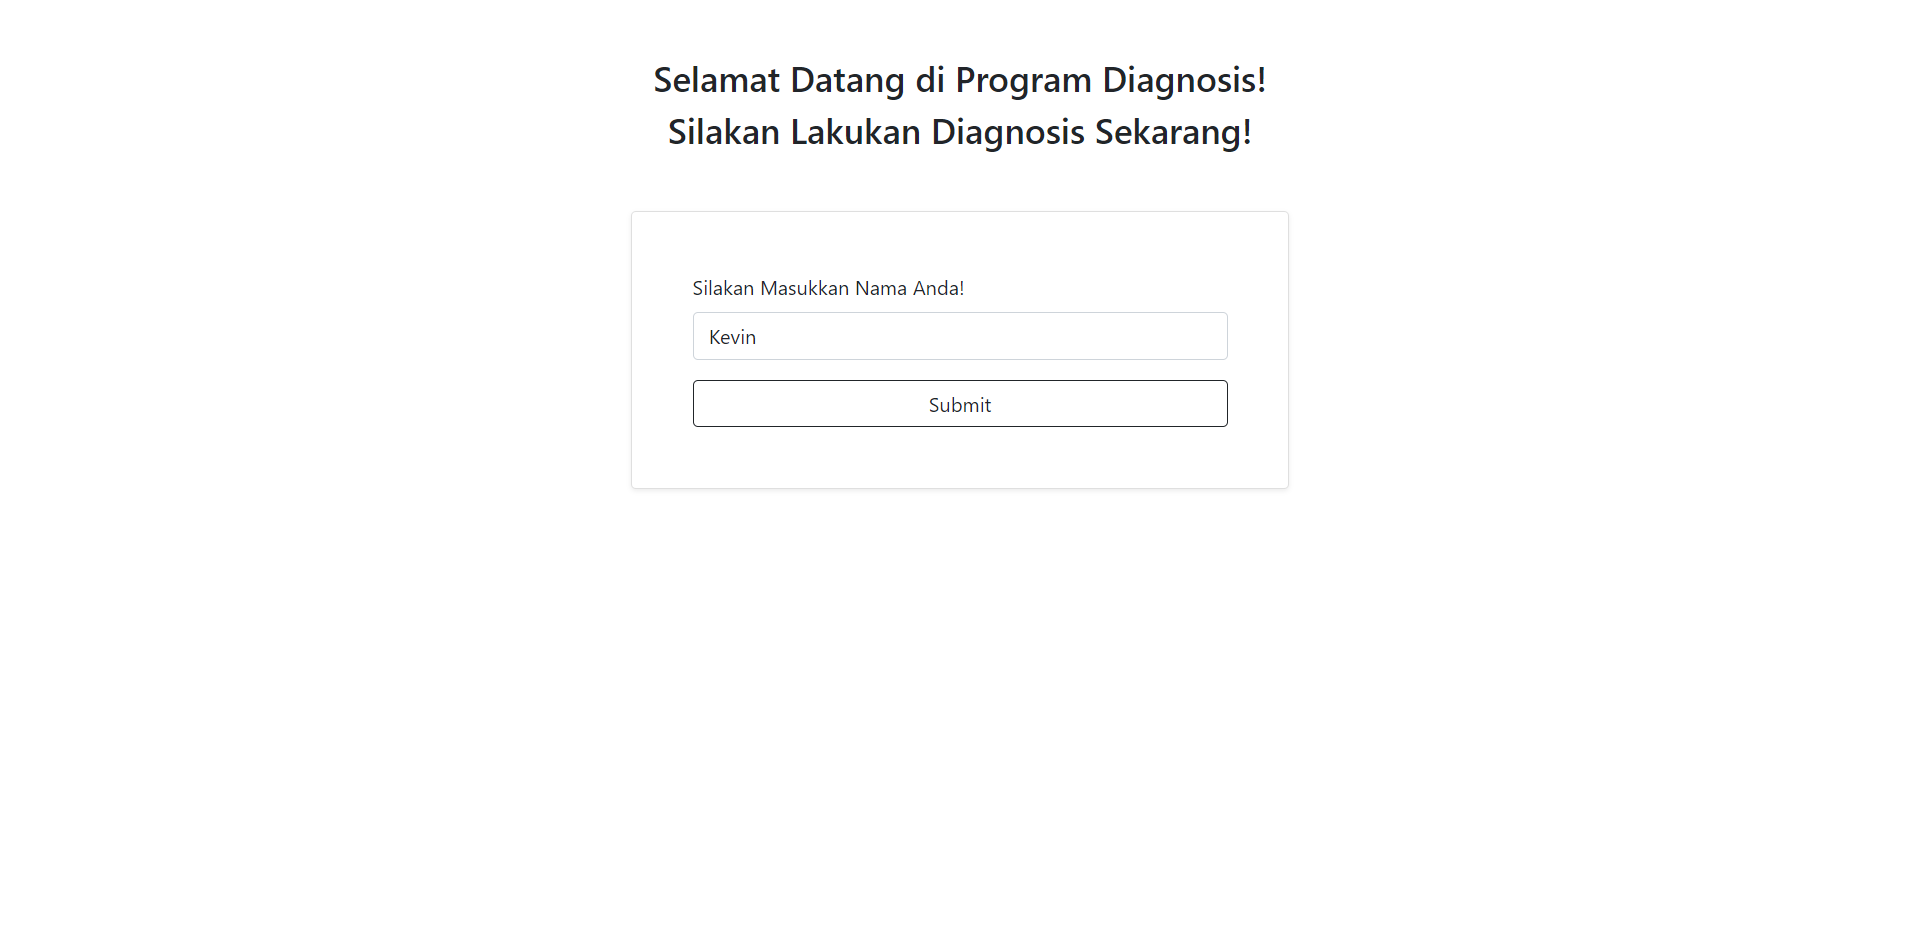 Selamat Datang di Program Diagnosis!
Silakan Lakukan Diagnosis Sekarang!
Silakan Masukkan Nama Anda!
Kevin
Submit